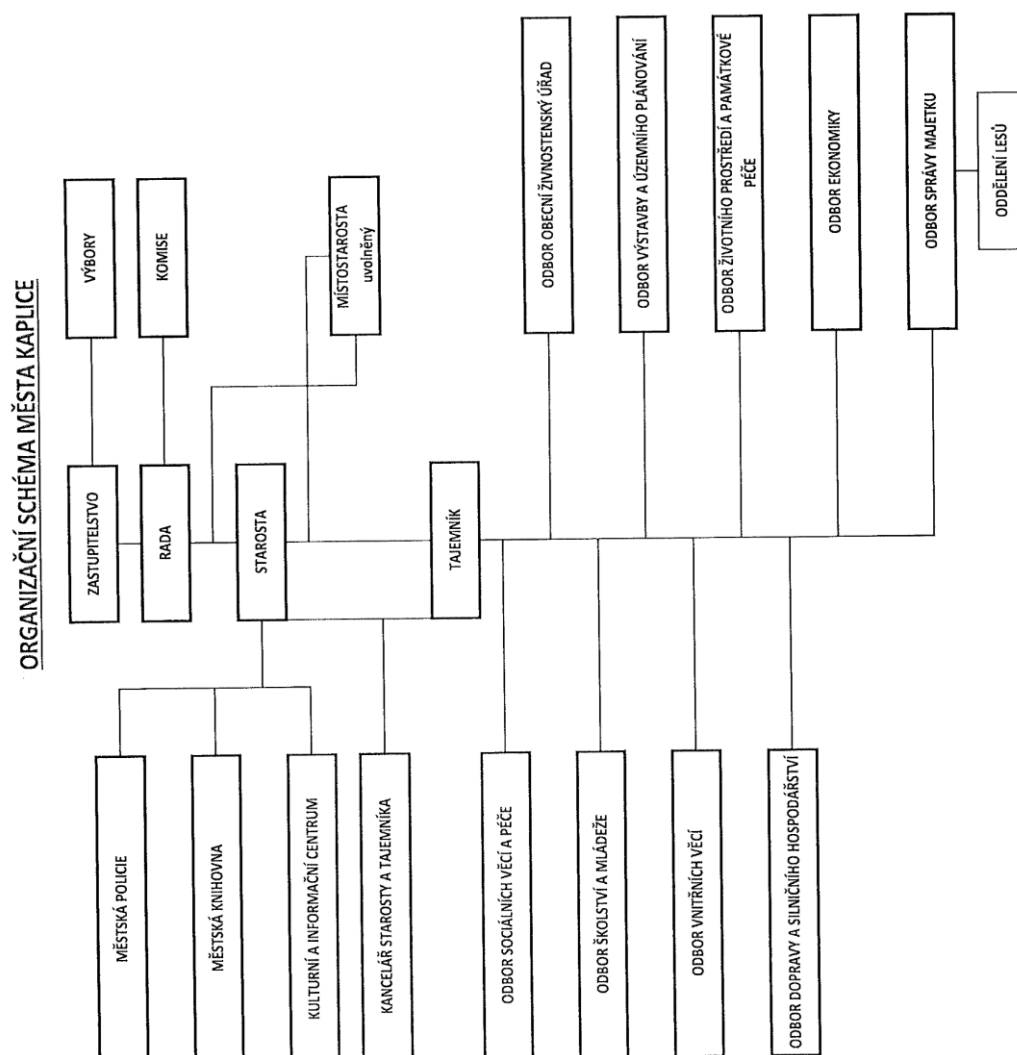 ORGANIZAČNÍ SCHÉMA MĚSTA KAPLICE
ZASTUPITELSTVO
VÝBORY
RADA
KOMISE
STAROSTA
MÍSTOSTAROSTA
uvolněný
TAJEMNÍK
MĚSTSKÁ POLICIE
MĚSTSKÁ KNIHOVNA
KULTURNÍ A INFORMAČNÍ CENTRUM
KANCELÁŘ STAROSTY A TAJEMNÍKA
ODBOR SOCIÁLNÍCH VĚCÍ A PÉČE
ODBOR ŠKOLSTVÍ A MLÁDEŽE
ODBOR VNITŘNÍCH VĚCÍ
ODBOR DOPRAVY A SILNIČNÍHO HOSPODÁŘSTVÍ
ODBOR OBECNÍ ŽIVNOSTENSKÝ ÚŘAD
ODBOR VÝSTAVBY A ÚZEMNÍHO PLÁNOVÁNÍ
ODBOR ŽIVOTNÍHO PROSTŘEDÍ A PAMÁTKOVÉ
PÉČE
ODBOR EKONOMIKY
ODBOR SPRÁVY MAJETKU
ODDĚLENÍ LESŮ